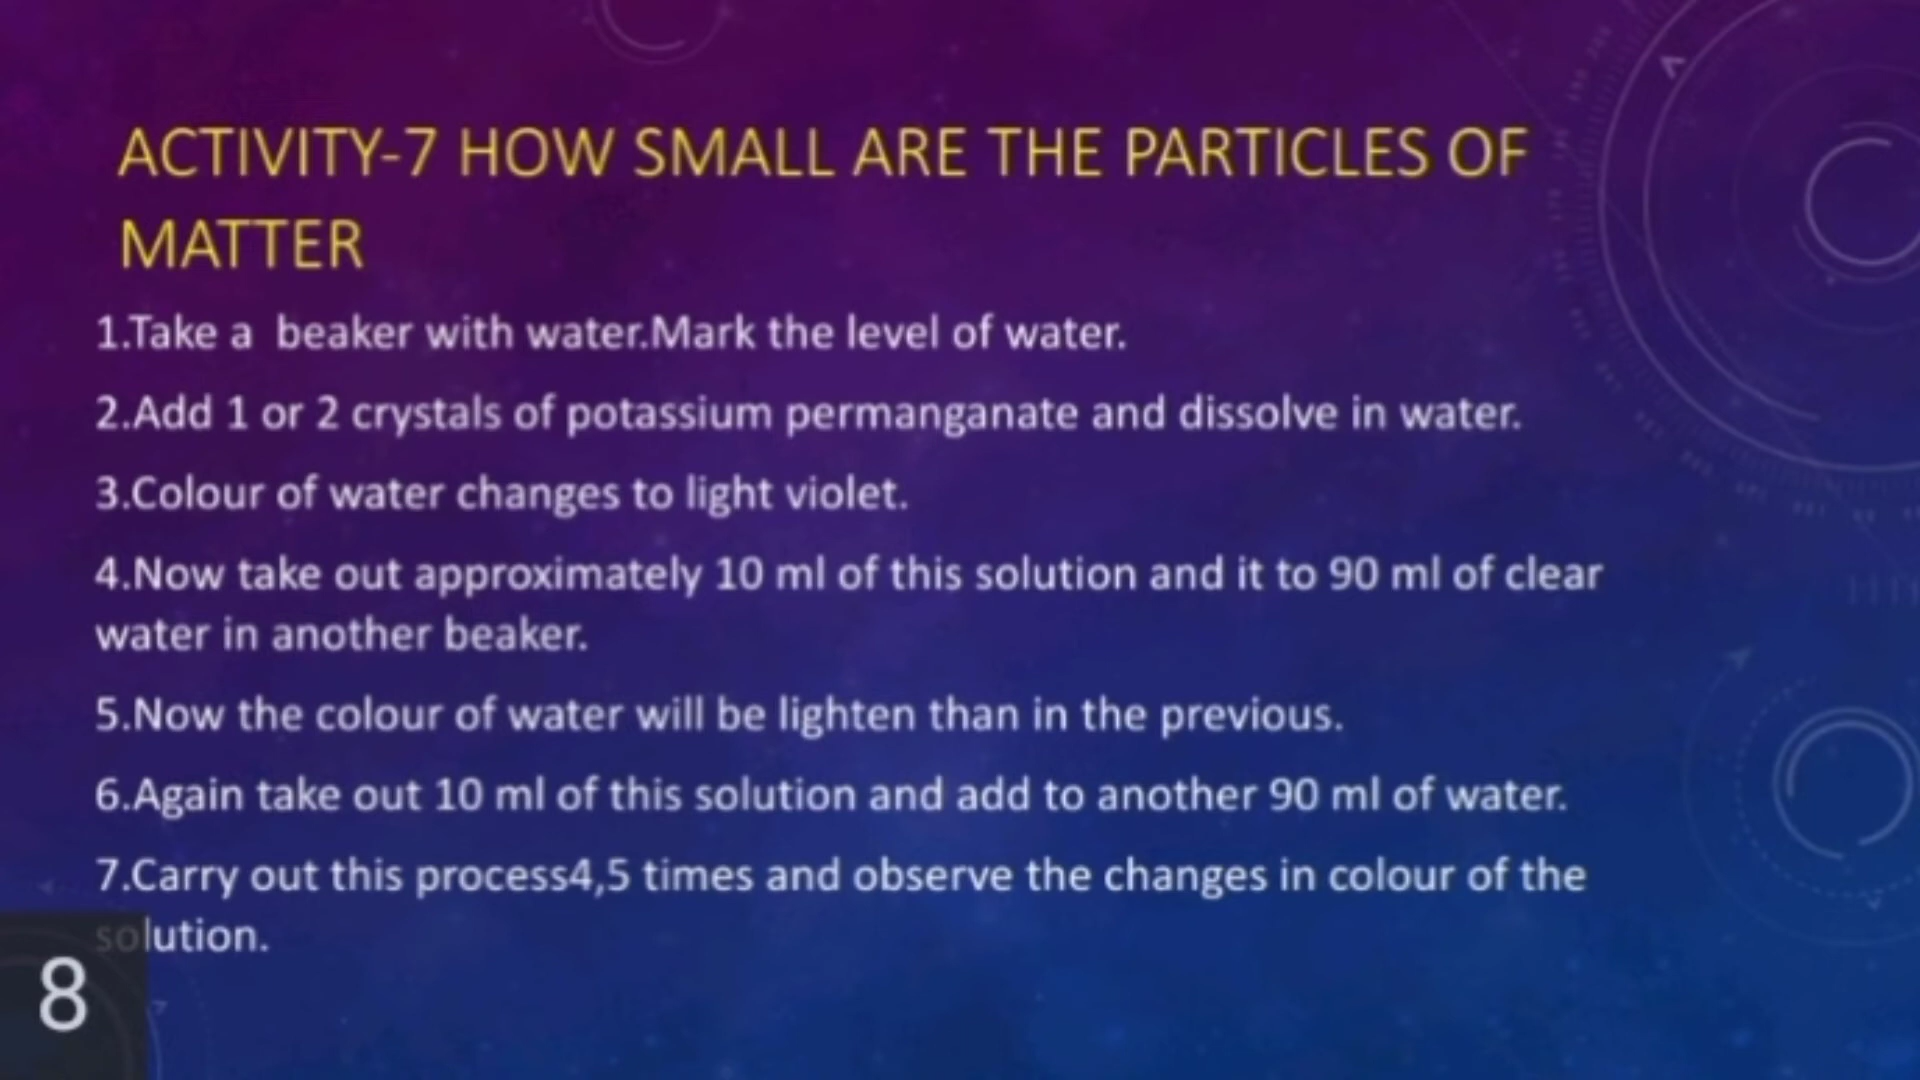 ACTIVITY-7 HOW SMALL ARE THE PARTICLES OF
MATTER
1.Take a  beaker with water.Mark the level of water.
2.Add 1 or 2 crystals of potassium permanganate and dissolve in water.
3.Colour of water changes to light violet.
4.Now take out approximately 10 ml of this solution and it to 90 ml of clear
water in another beaker.
5.Now the colour of water will be lighten than in the previous.
6.Again take out 10 ml of this solution and add to another 90 ml of water.
7.Carry out this process4,5 times and observe the changes in colour of the
solution.
8